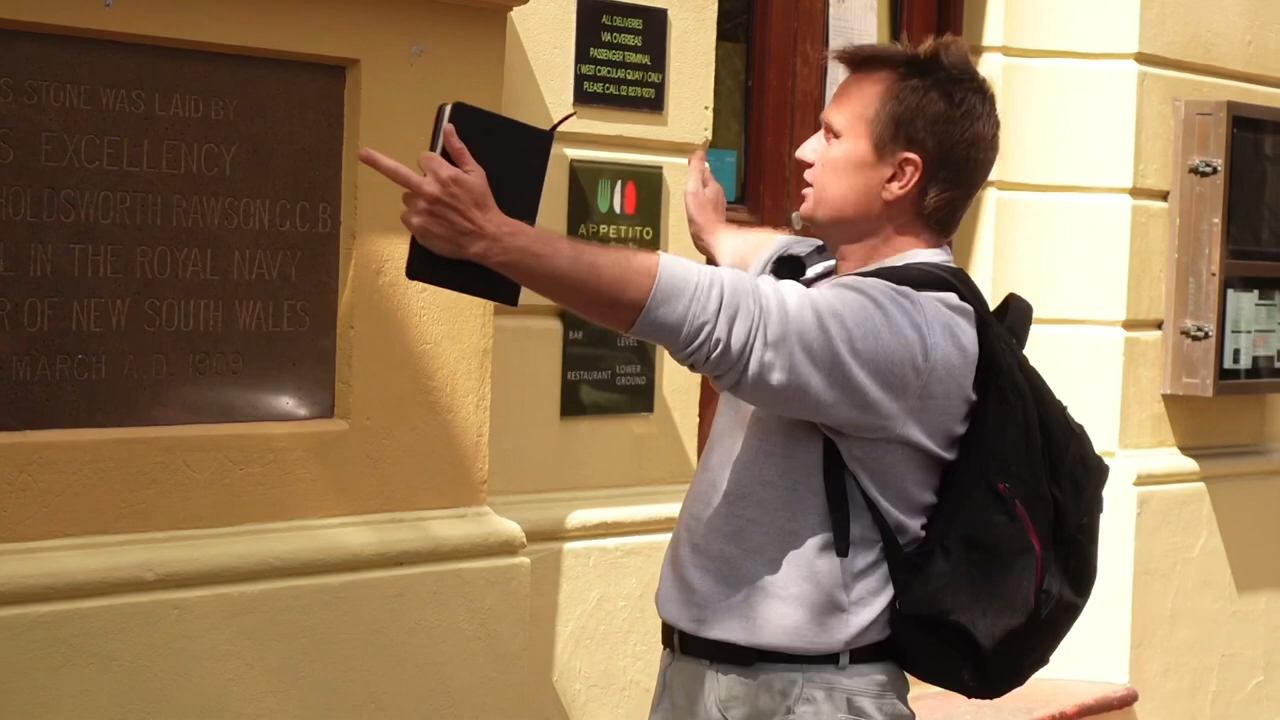 S STONE WAS LAID BY
S EXCELLENCY
HOLDSWORTH RAWSON G.C.B.
L IN THE ROYAL NAVY
R OF NEW SOUTH WALES
MARCH A.D. 1909
ALL DELIVERIES
VIA OVERSEAS
PASSENGER TERMINAL
( WEST CIRCULAR QUAY ) ONLY
PLEASE CALL 02 8278 9270
APPETITO
BAR
LEVEL
RESTAURANT LOWER
GROUND